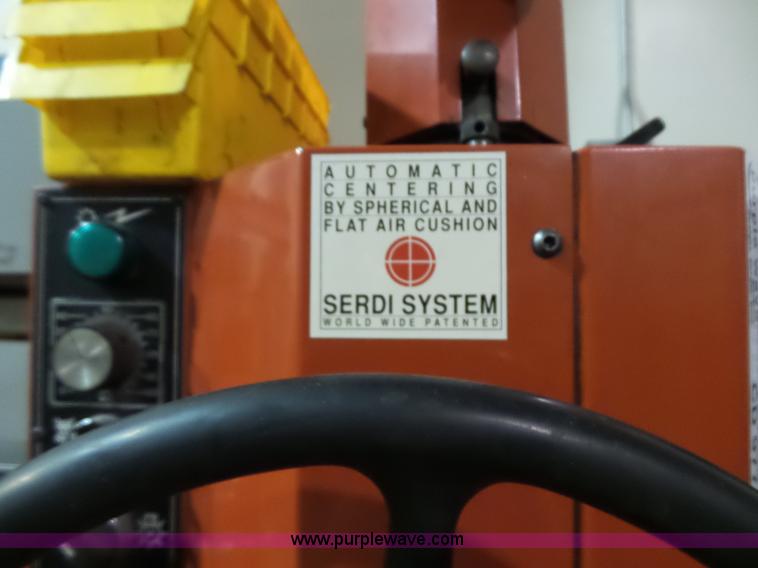 AUTOMATIC
CENTERING
BY SPHERICAL AND
FLAT AIR CUSHION
SERDI SYSTEM
WORLD WIDE PATENTED
www.purplewave.com